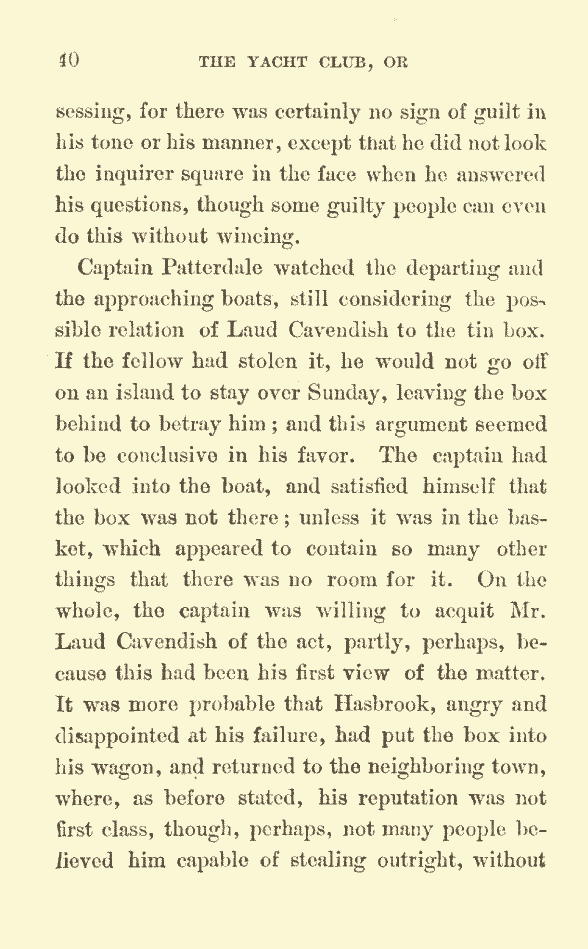 40 THE YACHT CLUB, OR
sessing, for there was certainly no sign of guilt in
his tone or his manner, except that he did not look
the inquirer square in the face when he answered
his questions, though some guilty people can even
do this without wincing.
Captain Patterdale watched the departing and
the approaching boats, still considering the pos-
sible relation of Laud Cavendish to the tin box.
If the fellow had stolen it, he would not go off
on an island to stay over Sunday, leaving the box
behind to betray him; and this argument seemed
to be conclusive in his favor. The captain had
looked into the boat, and satisfied himself that
the box was not there; unless it was in the bas-
ket, which appeared to contain so many other
things that there was no room for it. On the
whole, the captain was willing to acquit Mr.
Laud Cavendish of the act, partly, perhaps, be-
cause this had been his first view of the matter.
It was more probable that Hasbrook, angry and
disappointed at his failure, had put the box into
his wagon, and returned to the neighboring town,
where, as before stated, his reputation was not
first class, though, perhaps, not many people be-
lieved him capable of stealing outright, without